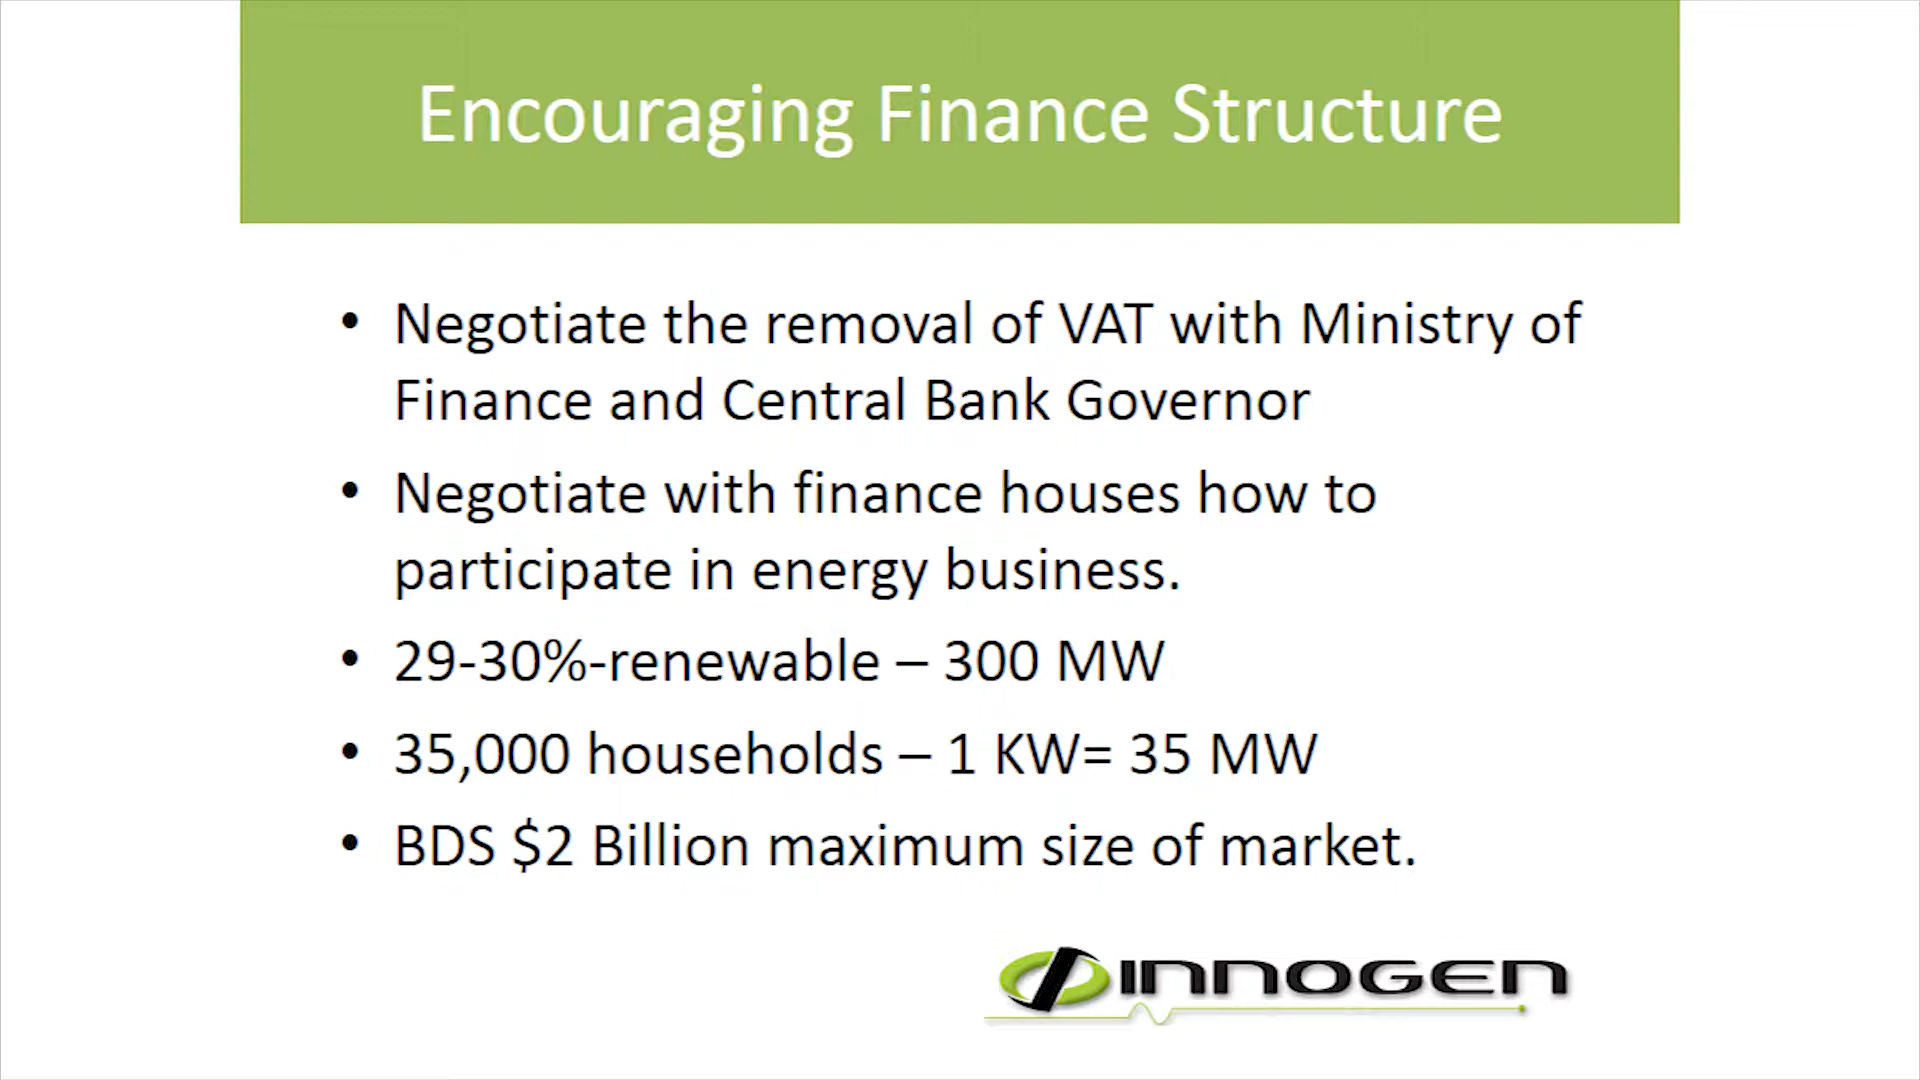 Encouraging Finance Structure
• Negotiate the removal of VAT with Ministry of
Finance and Central Bank Governor
• Negotiate with finance houses how to
participate in energy business.
• 29-30%-renewable – 300 MW
• 35,000 households – 1 KW= 35 MW
• BDS $2 Billion maximum size of market.
INNOGEN